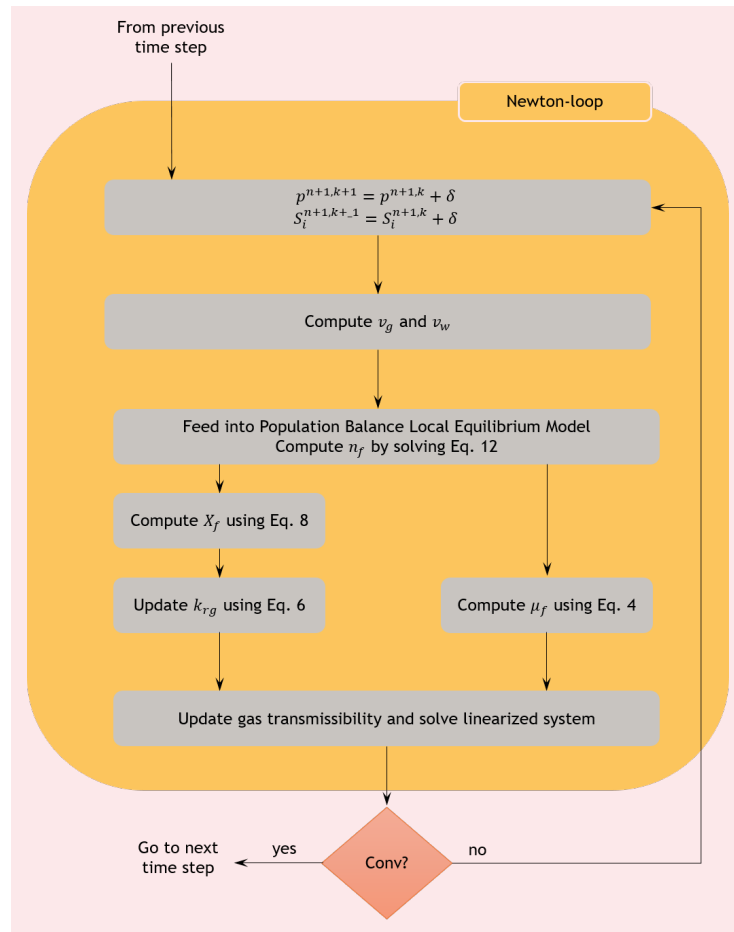 From previous
time step
Newton-loop
p^{n+1,k+1} = p^{n+1,k} + δ
S_i^{n+1,k+_1} = S_i^{n+1,k} + δ
Compute v_g and v_w
Feed into Population Balance Local Equilibrium Model
Compute n_f by solving Eq. 12
Compute X_f using Eq. 8
Update k_{rg} using Eq. 6
Compute μ_f using Eq. 4
Update gas transmissibility and solve linearized system
Go to next
time step
yes
Conv?
no